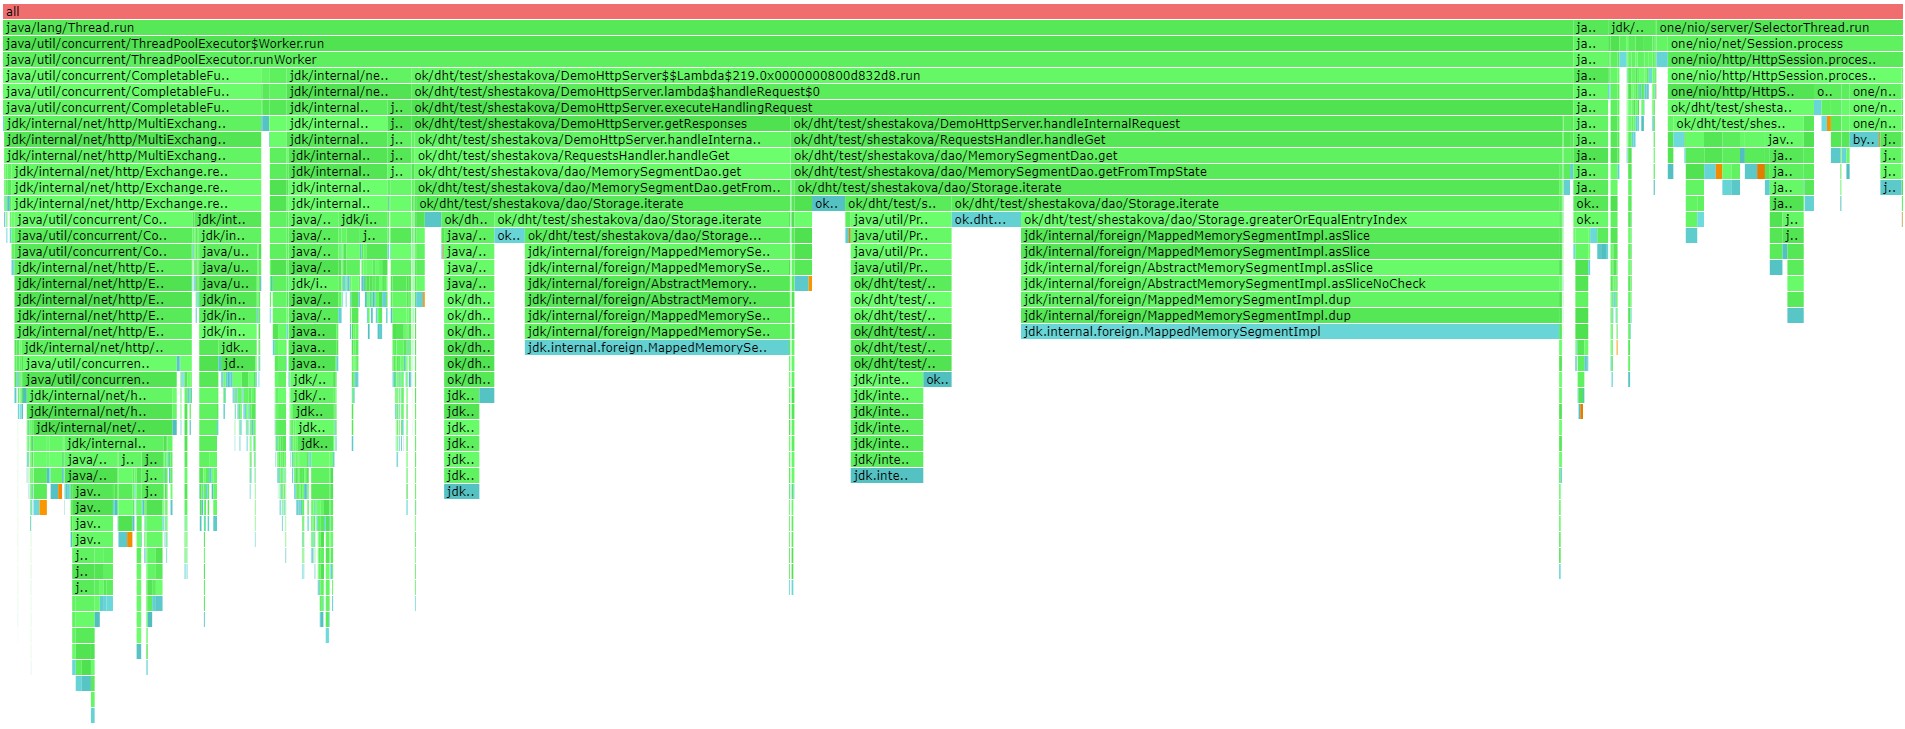 all
java/lang/Thread.run ja.. jdk/.. one/nio/server/SelectorThread.run
java/util/concurrent/ThreadPoolExecutor$Worker.run ja.. one/nio/net/Session.process
java/util/concurrent/ThreadPoolExecutor.runWorker ja.. one/nio/http/HttpSession.proces..
java/util/concurrent/CompletableFu.. jdk/internal/ne.. ok/dht/test/shestakova/DemoHttpServer$$Lambda$219.0x0000000800d832d8.run ja.. one/nio/http/HttpSession.proces..
java/util/concurrent/CompletableFu.. jdk/internal/ne.. ok/dht/test/shestakova/DemoHttpServer.lambda$handleRequest$0 ja.. one/nio/http/HttpS.. o.. one/n..
java/util/concurrent/CompletableFu.. jdk/internal.. j.. ok/dht/test/shestakova/DemoHttpServer.executeHandlingRequest ja.. ok/dht/test/shesta.. one/n..
jdk/internal/net/http/MultiExchang.. jdk/internal.. j.. ok/dht/test/shestakova/DemoHttpServer.getResponses ok/dht/test/shestakova/DemoHttpServer.handleInternalRequest ja.. ok/dht/test/shes.. one/n..
jdk/internal/net/http/MultiExchang.. jdk/internal.. j.. ok/dht/test/shestakova/DemoHttpServer.handleInterna.. ok/dht/test/shestakova/RequestsHandler.handleGet ja.. jav.. by.. j..
jdk/internal/net/http/MultiExchang.. jdk/internal.. j.. ok/dht/test/shestakova/RequestsHandler.handleGet ok/dht/test/shestakova/dao/MemorySegmentDao.get ja.. ja.. j..
jdk/internal/net/http/Exchange.re.. jdk/internal.. j.. ok/dht/test/shestakova/dao/MemorySegmentDao.get ok/dht/test/shestakova/dao/MemorySegmentDao.getFromTmpState ja.. ja.. j..
jdk/internal/net/http/Exchange.re.. jdk/internal.. ok/dht/test/shestakova/dao/MemorySegmentDao.getFrom.. ok/dht/test/shestakova/dao/Storage.iterate ja.. ja.. j..
jdk/internal/net/http/Exchange.re.. jdk/internal.. ok/dht/test/shestakova/dao/Storage.iterate ok.. ok/dht/test/s.. ok/dht/test/shestakova/dao/Storage.iterate ok.. ja..
java/util/concurrent/Co.. jdk/int.. java/.. jdk/i.. ok/dh.. ok/dht/test/shestakova/dao/Storage.iterate java/util/Pr.. ok.dht... ok/dht/test/shestakova/dao/Storage.greaterOrEqualEntryIndex ok.. j..
java/util/concurrent/Co.. jdk/in.. java/.. j.. java/.. ok.. ok/dht/test/shestakova/dao/Storage... java/util/Pr.. jdk/internal/foreign/MappedMemorySegmentImpl.asSlice j..
java/util/concurrent/Co.. java/u.. java/.. java/.. jdk/internal/foreign/MappedMemorySe.. java/util/Pr.. jdk/internal/foreign/MappedMemorySegmentImpl.asSlice
jdk/internal/net/http/E.. java/u.. java/.. java/.. jdk/internal/foreign/MappedMemorySe.. java/util/Pr.. jdk/internal/foreign/AbstractMemorySegmentImpl.asSlice
jdk/internal/net/http/E.. java/u.. jdk/i.. java/.. jdk/internal/foreign/AbstractMemory.. ok/dht/test/.. jdk/internal/foreign/AbstractMemorySegmentImpl.asSliceNoCheck
jdk/internal/net/http/E.. jdk/in.. java/.. ok/dh.. jdk/internal/foreign/AbstractMemory.. ok/dht/test/.. jdk/internal/foreign/MappedMemorySegmentImpl.dup
jdk/internal/net/http/E.. jdk/in.. java/.. ok/dh.. jdk/internal/foreign/MappedMemorySe.. ok/dht/test/.. jdk/internal/foreign/MappedMemorySegmentImpl.dup
jdk/internal/net/http/E.. jdk/in.. java.. ok/dh.. jdk/internal/foreign/MappedMemorySe.. ok/dht/test/.. jdk.internal.foreign.MappedMemorySegmentImpl
jdk/internal/net/http/.. jdk.. java.. ok/dh.. jdk.internal.foreign.MappedMemorySe.. ok/dht/test/..
java/util/concurren.. jd.. java.. ok/dh.. ok/dht/test/..
java/util/concurren.. jdk/.. ok/dh.. jdk/inte.. ok..
jdk/internal/net/h.. jdk/.. jdk.. jdk/inte..
jdk/internal/net/h.. jdk.. jdk.. jdk/inte..
jdk/internal/net/.. jdk.. jdk.. jdk/inte..
jdk/internal.. jdk.. jdk.. jdk/inte..
java/.. j.. j.. jdk.. jdk/inte..
java/.. j.. jdk.. jdk.inte..
jav.. j.. jdk..
jav..
jav..
jav..
j..
j..
j..